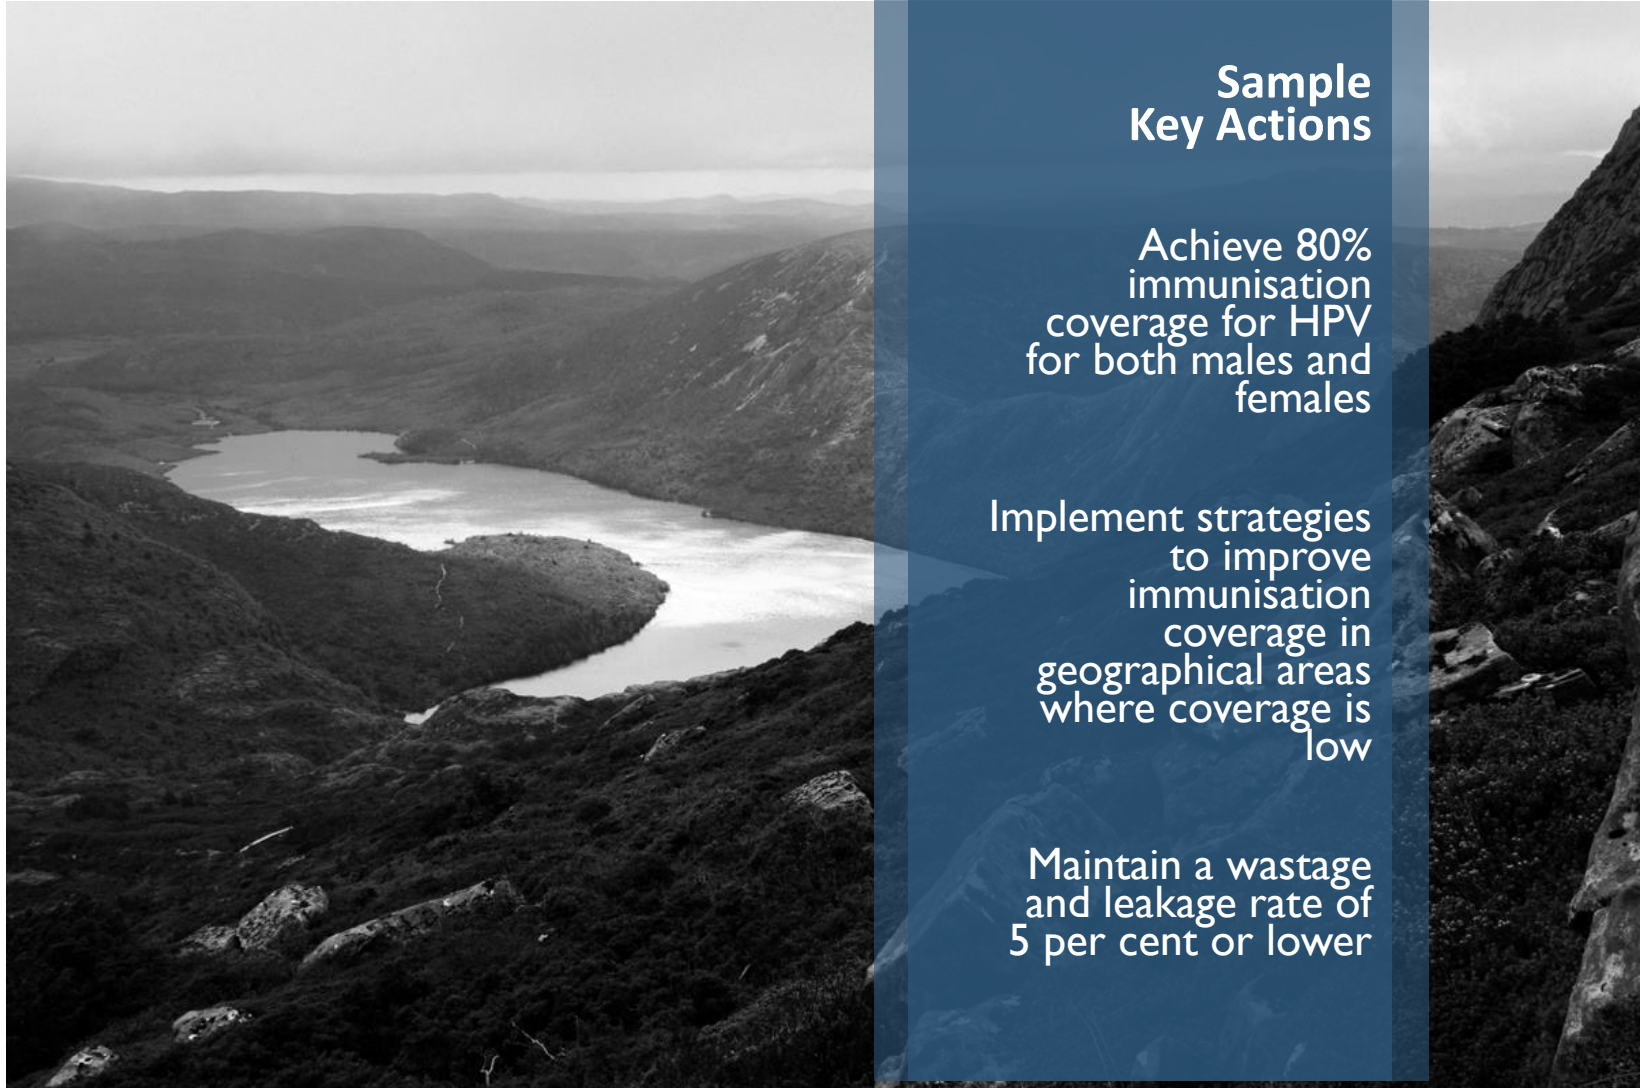 Sample
Key Actions
Achieve 80%
immunisation
coverage for HPV
for both males and
females
Implement strategies
to improve
immunisation
coverage in
geographical areas
where coverage is
low
Maintain a wastage
and leakage rate of
5 per cent or lower